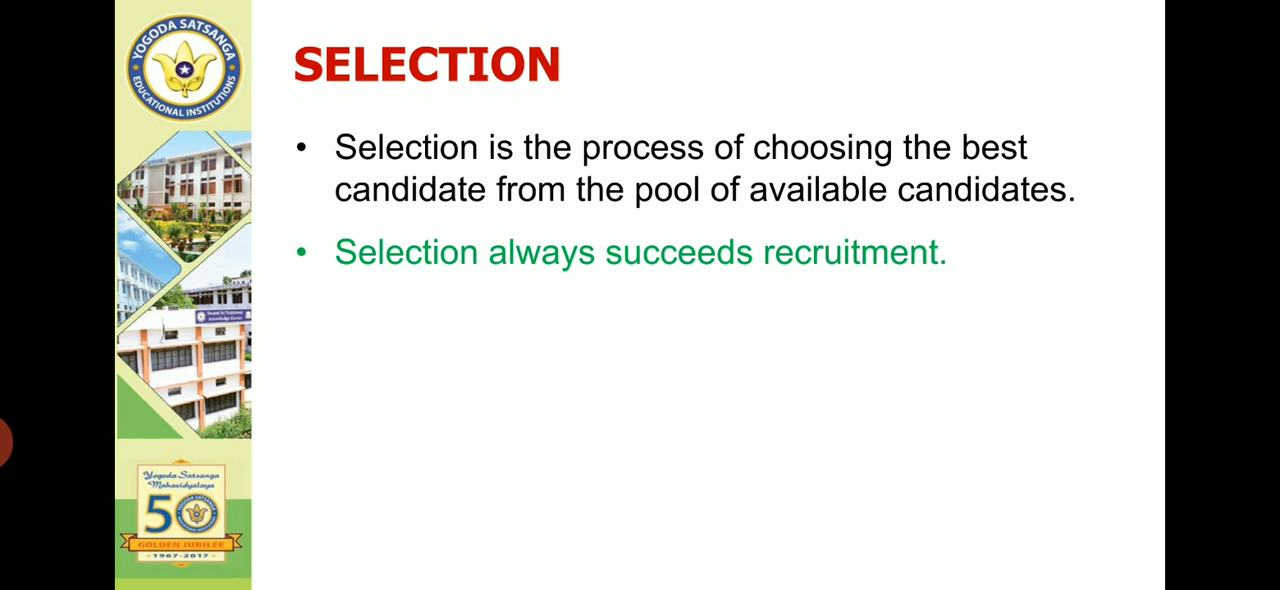 YOGODA SATSANGA
EDUCATIONAL INSTITUTIONS
SELECTION
• Selection is the process of choosing the best
candidate from the pool of available candidates.
• Selection always succeeds recruitment.
Yogoda Satsanga
Mahavidyalaya
50
GOLDEN JUBILEE
1967-2017